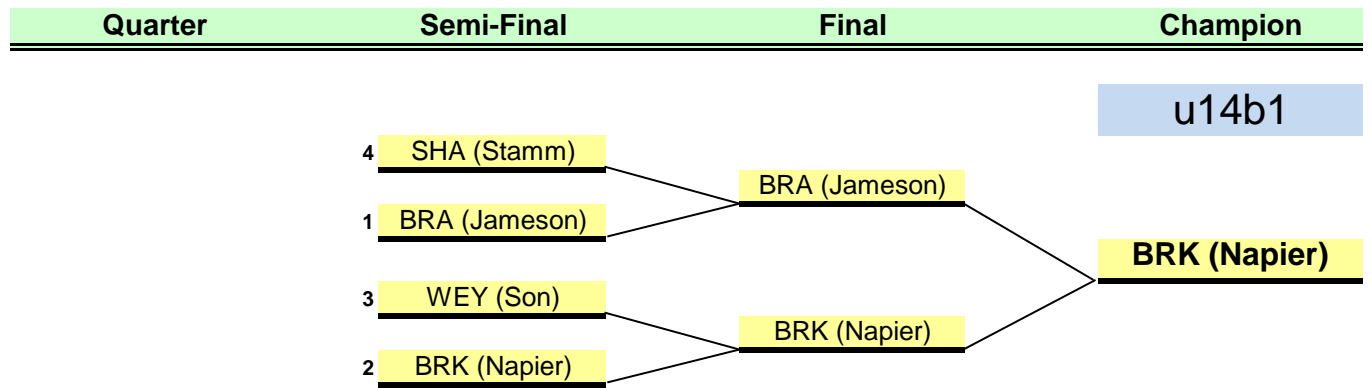 Quarter Semi-Final Final Champion
u14b1
4 SHA (Stamm)
BRA (Jameson)
1 BRA (Jameson)
BRK (Napier)
3 WEY (Son)
BRK (Napier)
2 BRK (Napier)